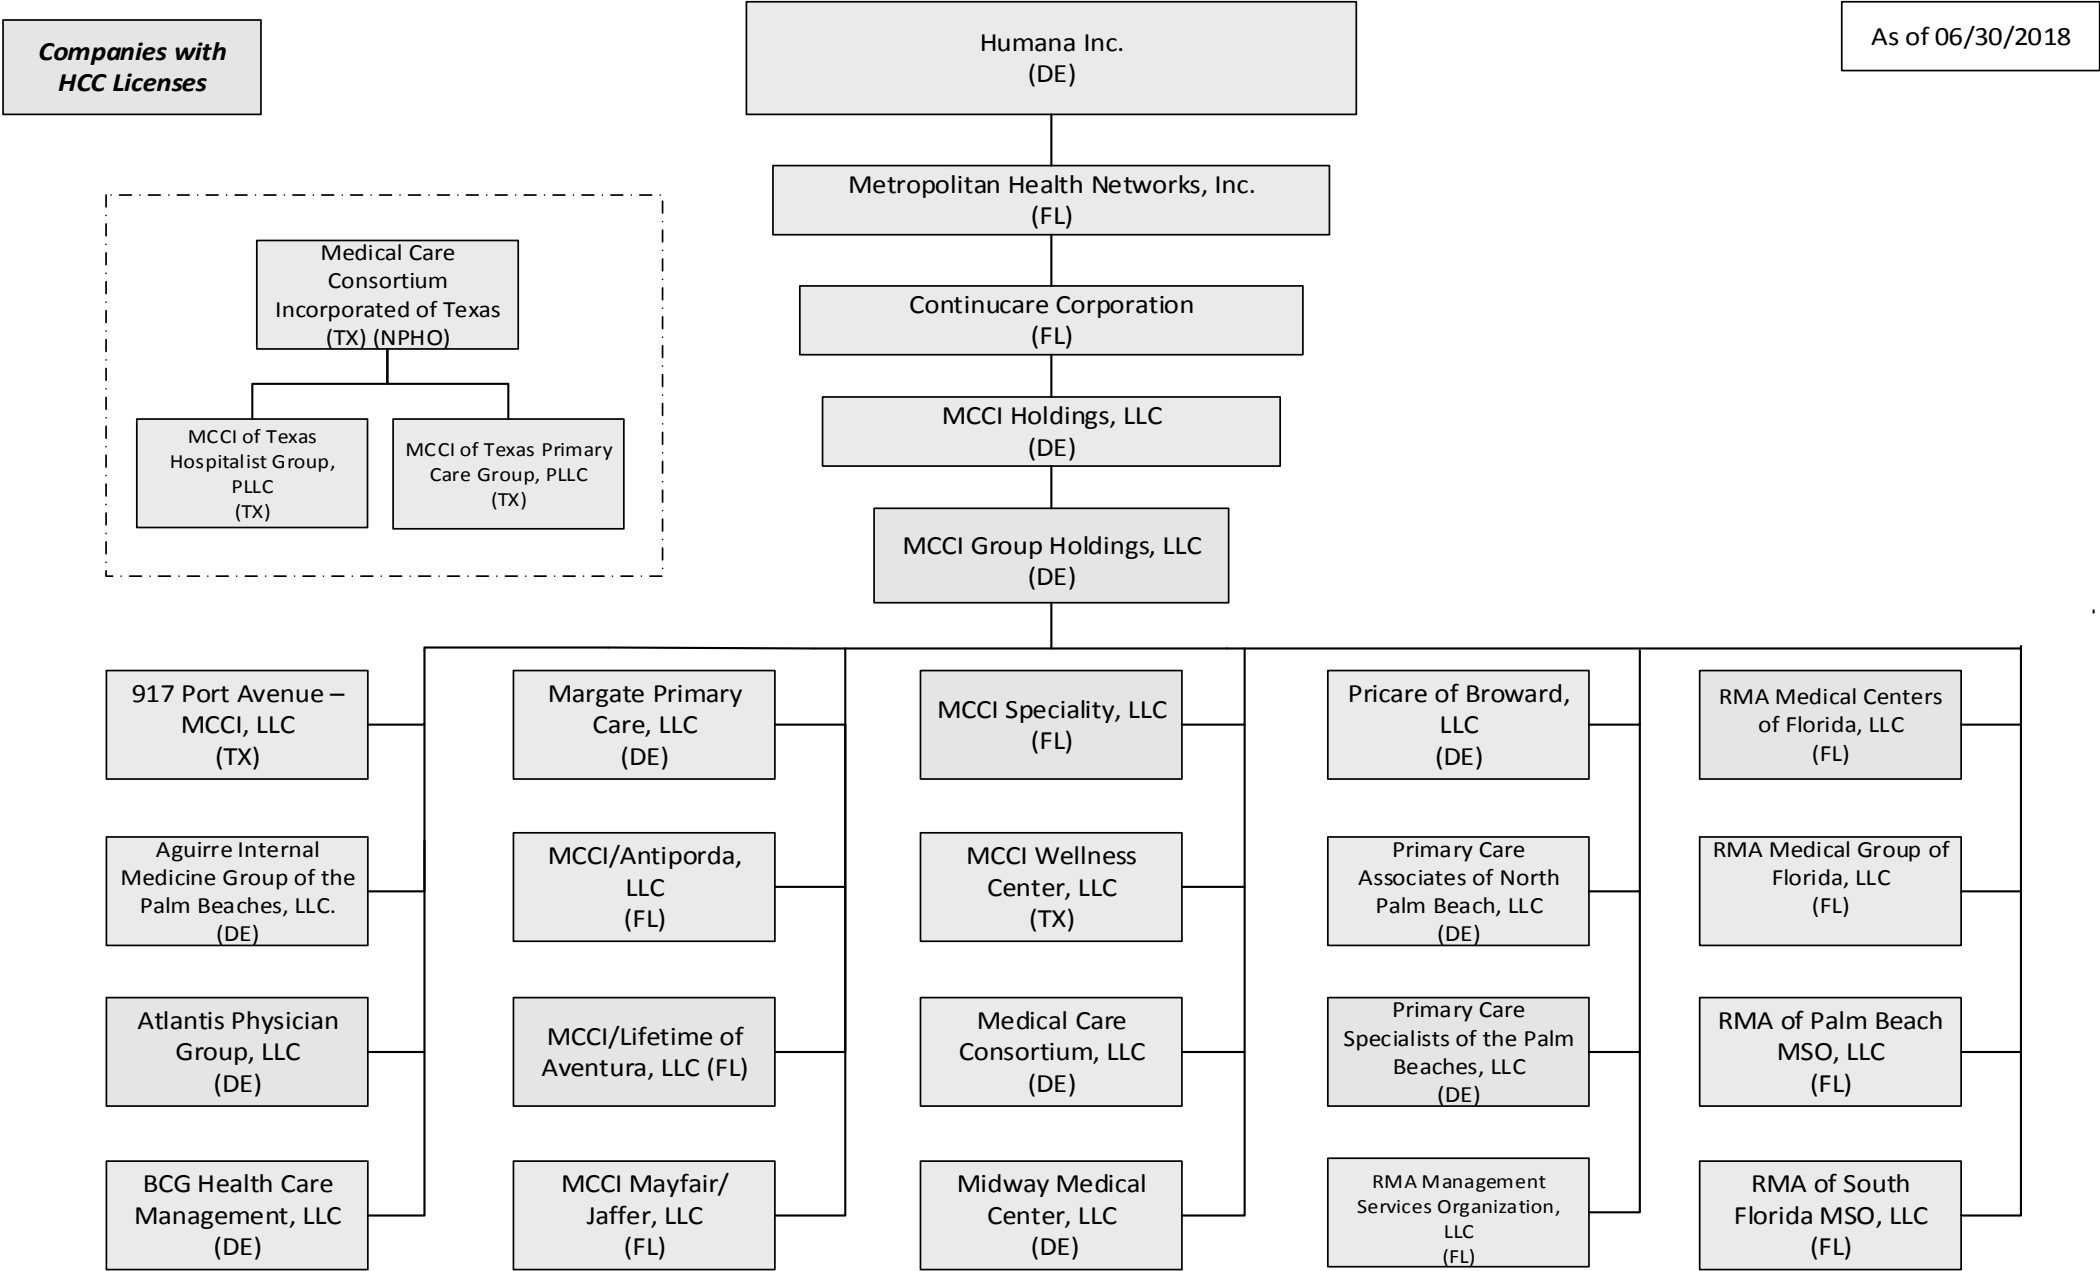 Companies with
HCC Licenses
Humana Inc.
(DE)
As of 06/30/2018
Metropolitan Health Networks, Inc.
(FL)
Continucare Corporation
(FL)
MCCI Holdings, LLC
(DE)
MCCI Group Holdings, LLC
(DE)
Medical Care
Consortium
Incorporated of Texas
(TX) (NPHO)
MCCI of Texas
Hospitalist Group,
PLLC
(TX)
MCCI of Texas Primary
Care Group, PLLC
(TX)
917 Port Avenue –
MCCI, LLC
(TX)
Margate Primary
Care, LLC
(DE)
MCCI Speciality, LLC
(FL)
Pricare of Broward,
LLC
(DE)
RMA Medical Centers
of Florida, LLC
(FL)
Aguirre Internal
Medicine Group of the
Palm Beaches, LLC.
(DE)
MCCI/Antiporda,
LLC
(FL)
MCCI Wellness
Center, LLC
(TX)
Primary Care
Associates of North
Palm Beach, LLC
(DE)
RMA Medical Group of
Florida, LLC
(FL)
Atlantis Physician
Group, LLC
(DE)
MCCI/Lifetime of
Aventura, LLC (FL)
Medical Care
Consortium, LLC
(DE)
Primary Care
Specialists of the Palm
Beaches, LLC
(DE)
RMA of Palm Beach
MSO, LLC
(FL)
BCG Health Care
Management, LLC
(DE)
MCCI Mayfair/
Jaffer, LLC
(FL)
Midway Medical
Center, LLC
(DE)
RMA Management
Services Organization,
LLC
(FL)
RMA of South
Florida MSO, LLC
(FL)